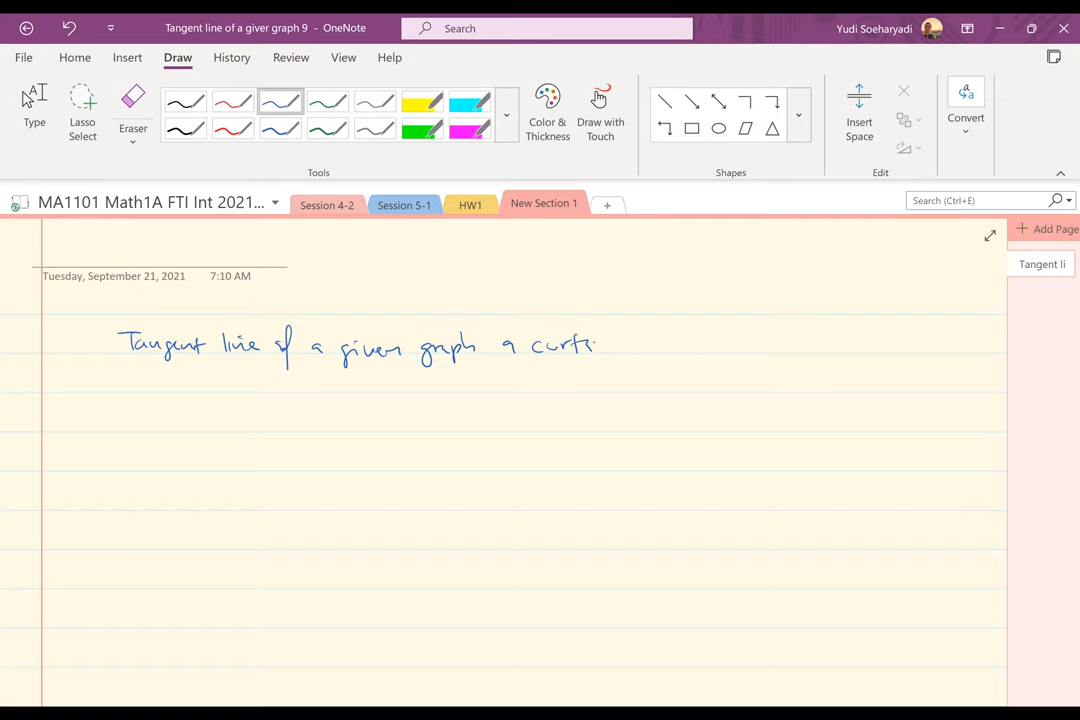 Tangent line of a giver graph 9 - OneNote
Search
Yudi Soeharyadi
File Home Insert Draw History Review View Help
Type
Lasso Select
Eraser
Color & Thickness
Draw with Touch
Insert Space
Convert
Tools
Shapes
Edit
MA1101 Math1A FTI Int 2021...
Session 4-2
Session 5-1
HW1
New Section 1
Search (Ctrl+E)
Add Page
Tangent li
Tuesday, September 21, 2021 7:10 AM
Tangent line of a given graph a